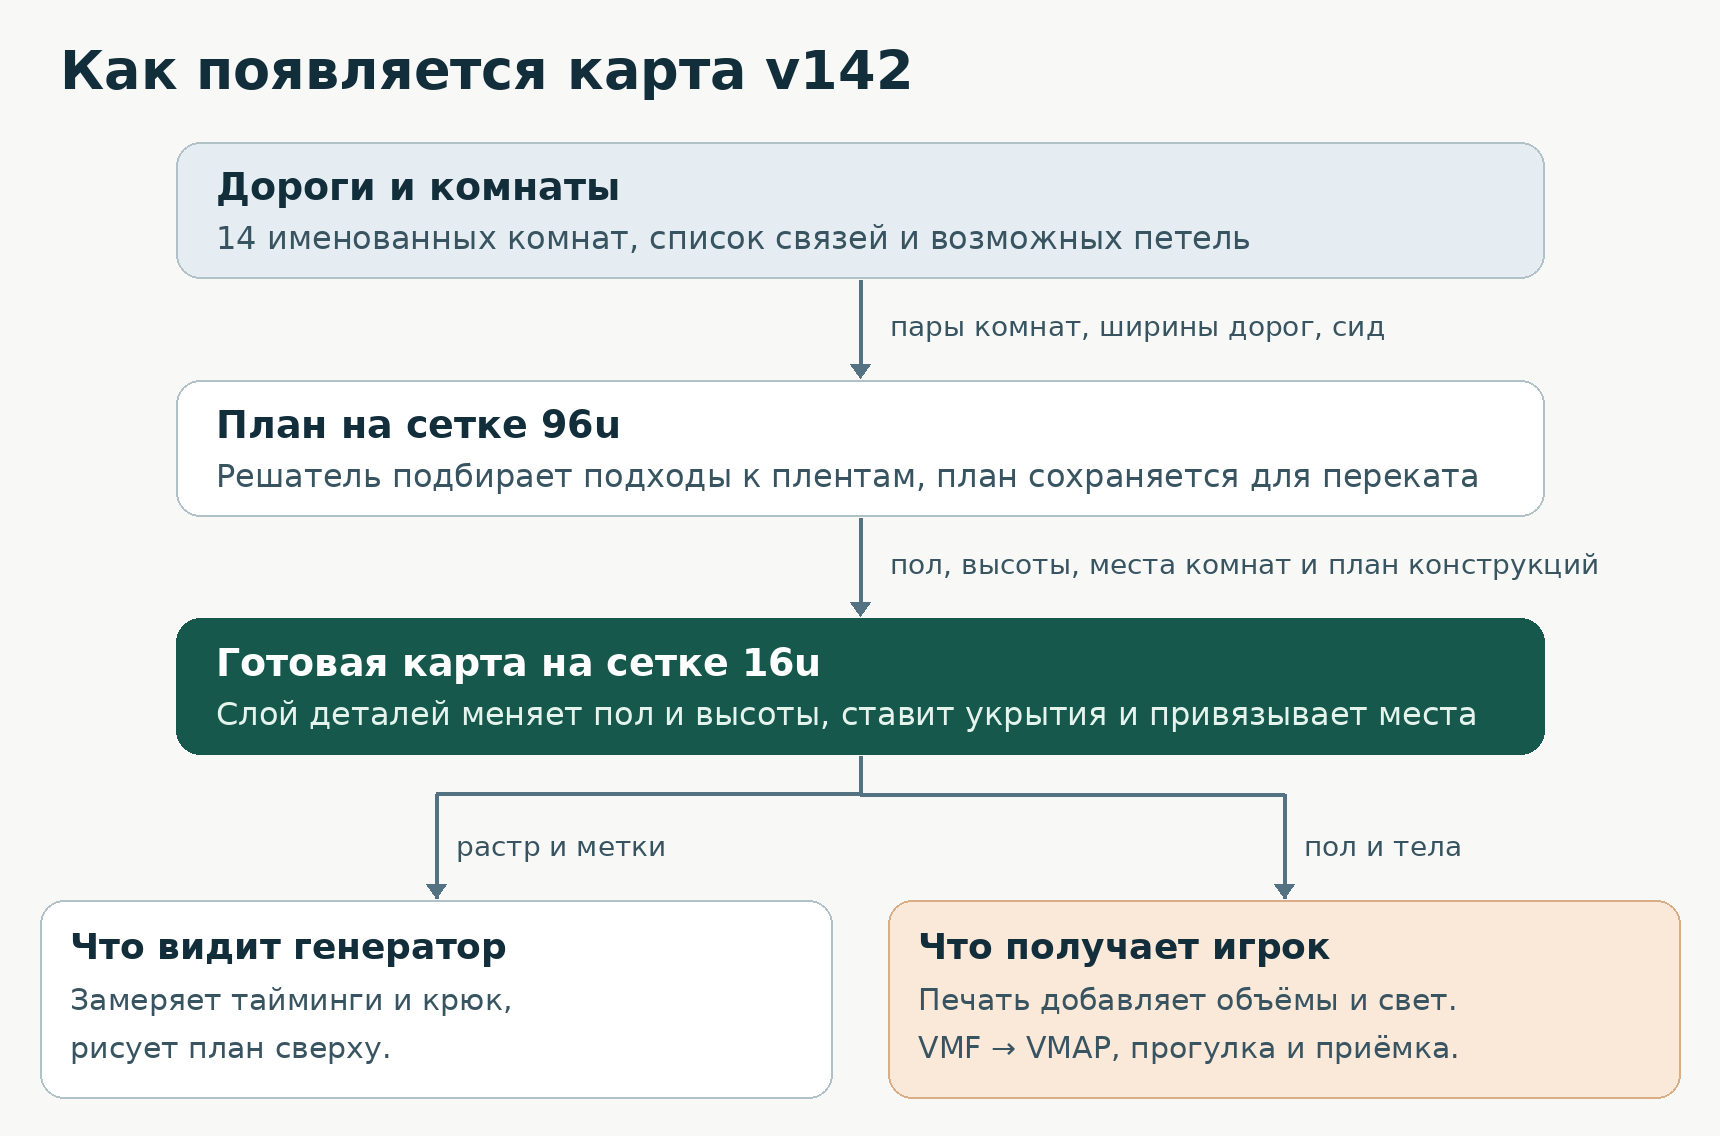 Как появляется карта v142
Дороги и комнаты
14 именованных комнат, список связей и возможных петель
пары комнат, ширины дорог, сид
План на сетке 96u
Решатель подбирает подходы к плентам, план сохраняется для переката
пол, высоты, места комнат и план конструкций
Готовая карта на сетке 16u
Слой деталей меняет пол и высоты, ставит укрытия и привязывает места
растр и метки
пол и тела
Что видит генератор
Замеряет тайминги и крюк,
рисует план сверху.
Что получает игрок
Печать добавляет объёмы и свет.
VMF → VMAP, прогулка и приёмка.